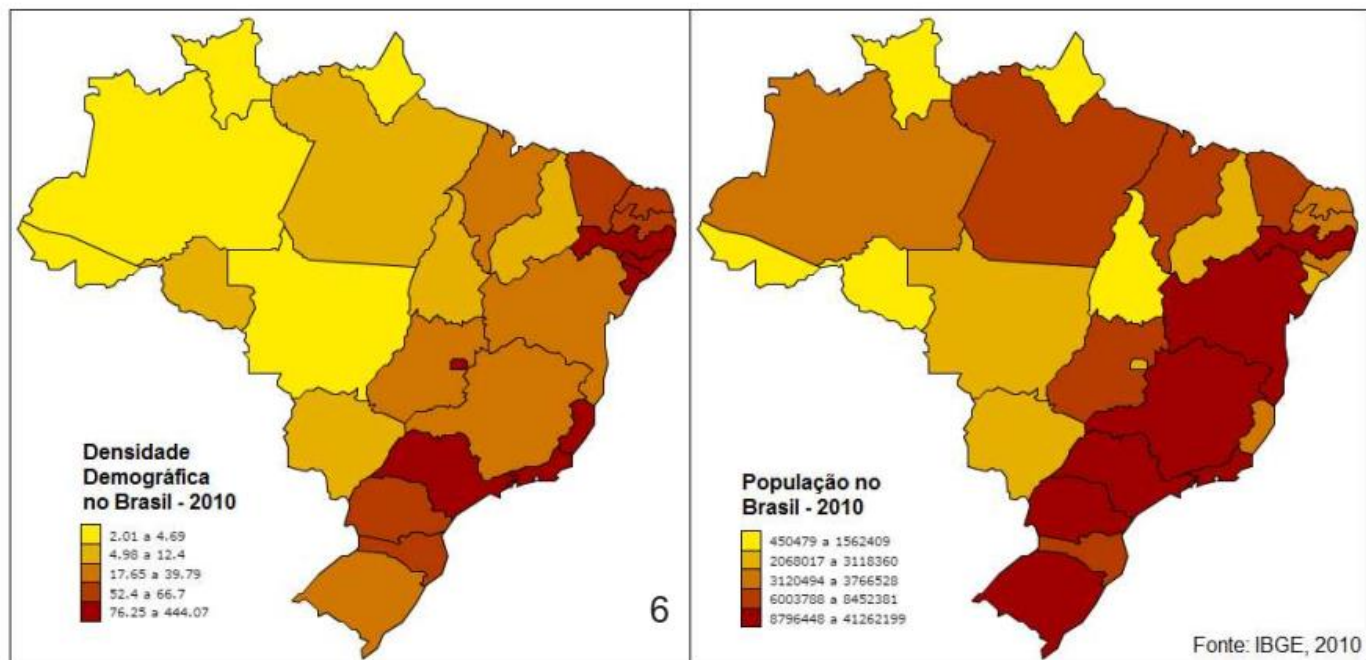 Densidade
Demográfica
no Brasil - 2010
2.01 a 4.69
4.98 a 12.4
17.65 a 39.79
52.4 a 66.7
76.25 a 444.07
6
População no
Brasil - 2010
450479 a 1562409
2068017 a 3118360
3120494 a 3766528
6003788 a 8452381
8796448 a 41262199
Fonte: IBGE, 2010